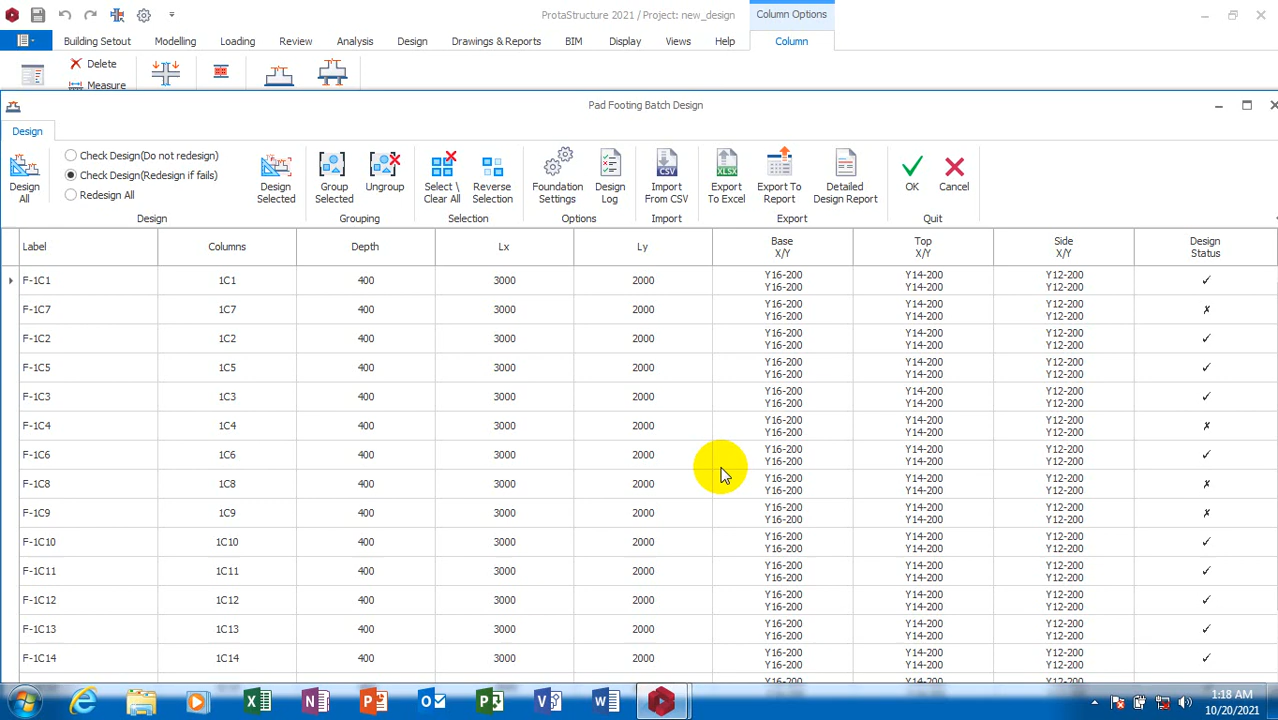 ProtaStructure 2021 / Project: new_design
Column Options
Building Setout Modelling Loading Review Analysis Design Drawings & Reports BIM Display Views Help Column
Delete
Measure
Pad Footing Batch Design
Design
Check Design(Do not redesign)
Check Design(Redesign if fails)
Redesign All
Design All
Design Selected
Group Selected
Ungroup
Select \ Clear All
Reverse Selection
Foundation Settings
Design Log
CSV
Import From CSV
XLSX
Export To Excel
Export To Report
Detailed Design Report
OK
Cancel
Design Grouping Selection Options Import Export Quit
Label Columns Depth Lx Ly Base X/Y Top X/Y Side X/Y Design Status
F-1C1 1C1 400 3000 2000 Y16-200 Y14-200 Y12-200 ✓
Y16-200 Y14-200 Y12-200
F-1C7 1C7 400 3000 2000 Y16-200 Y14-200 Y12-200 ✗
Y16-200 Y14-200 Y12-200
F-1C2 1C2 400 3000 2000 Y16-200 Y14-200 Y12-200 ✓
Y16-200 Y14-200 Y12-200
F-1C5 1C5 400 3000 2000 Y16-200 Y14-200 Y12-200 ✓
Y16-200 Y14-200 Y12-200
F-1C3 1C3 400 3000 2000 Y16-200 Y14-200 Y12-200 ✓
Y16-200 Y14-200 Y12-200
F-1C4 1C4 400 3000 2000 Y16-200 Y14-200 Y12-200 ✗
Y16-200 Y14-200 Y12-200
F-1C6 1C6 400 3000 2000 Y16-200 Y14-200 Y12-200 ✓
Y16-200 Y14-200 Y12-200
F-1C8 1C8 400 3000 2000 Y16-200 Y14-200 Y12-200 ✗
Y16-200 Y14-200 Y12-200
F-1C9 1C9 400 3000 2000 Y16-200 Y14-200 Y12-200 ✗
Y16-200 Y14-200 Y12-200
F-1C10 1C10 400 3000 2000 Y16-200 Y14-200 Y12-200 ✓
Y16-200 Y14-200 Y12-200
F-1C11 1C11 400 3000 2000 Y16-200 Y14-200 Y12-200 ✓
Y16-200 Y14-200 Y12-200
F-1C12 1C12 400 3000 2000 Y16-200 Y14-200 Y12-200 ✓
Y16-200 Y14-200 Y12-200
F-1C13 1C13 400 3000 2000 Y16-200 Y14-200 Y12-200 ✓
Y16-200 Y14-200 Y12-200
F-1C14 1C14 400 3000 2000 Y16-200 Y14-200 Y12-200 ✓
Y16-200 Y14-200 Y12-200
1:18 AM
10/20/2021